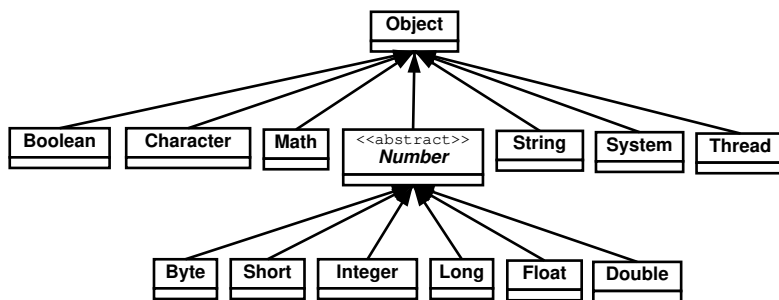 Object
Boolean
Character
Math
<<abstract>>
Number
String
System
Thread
Byte
Short
Integer
Long
Float
Double